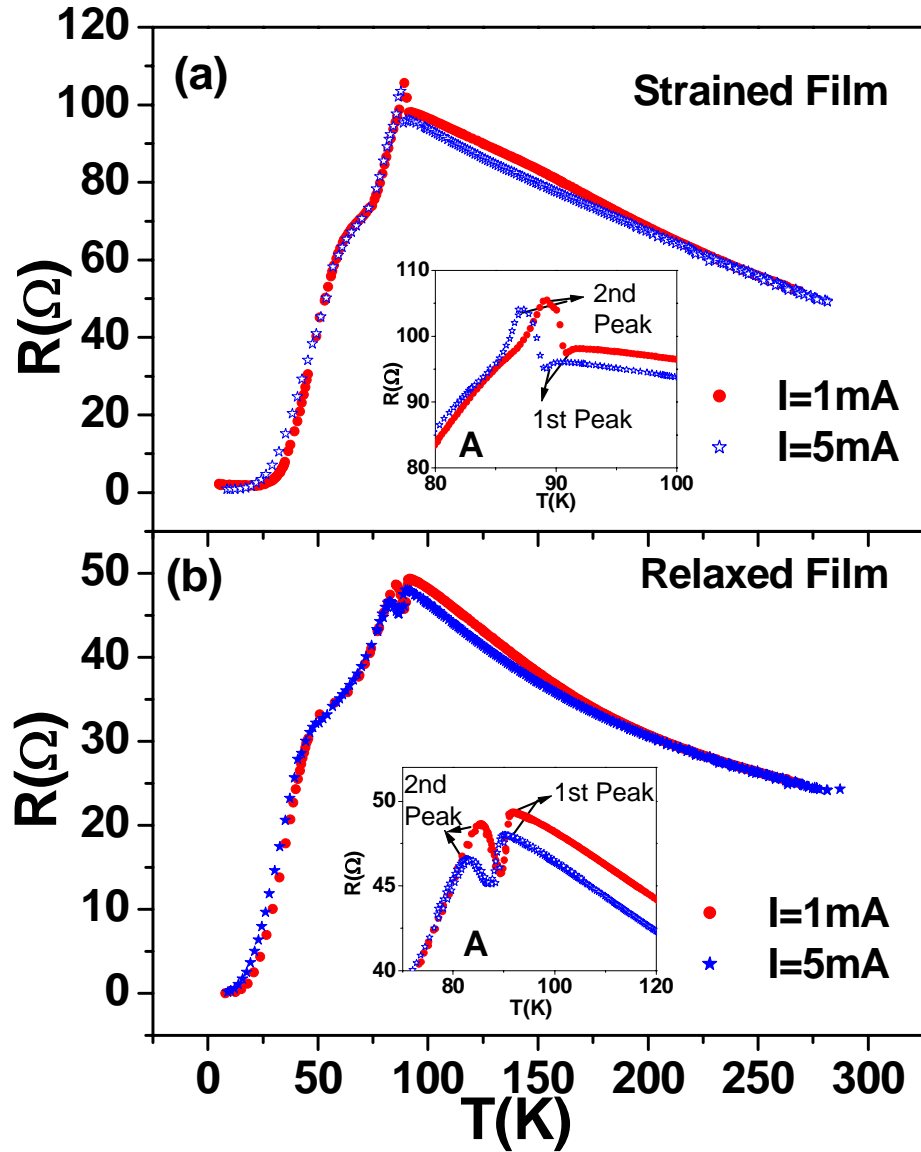 120
100
80
60
40
20
0
R(Ω)
(a)
Strained Film
110
100
90
80
R(Ω)
2nd
Peak
1st Peak
A
80
90
100
T(K)
I=1mA
I=5mA
50
40
30
20
10
0
R(Ω)
(b)
Relaxed Film
50
45
40
R(Ω)
2nd
Peak
1st Peak
A
80
100
120
T(K)
I=1mA
I=5mA
0
50
100
150
200
250
300
T(K)